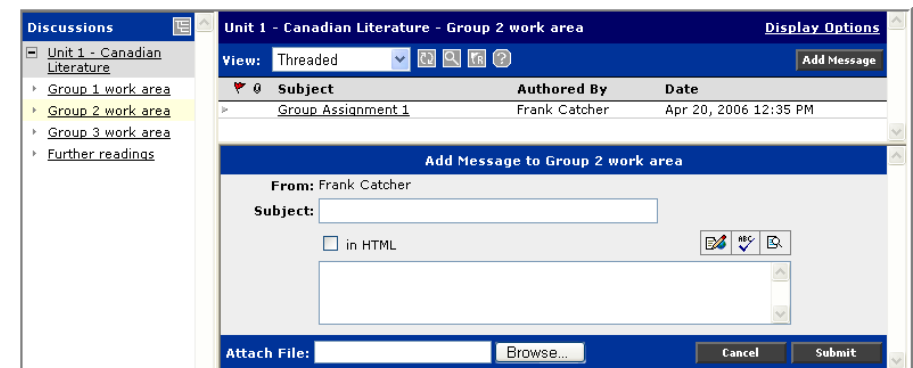 Discussions
Unit 1 - Canadian
Literature
Group 1 work area
Group 2 work area
Group 3 work area
Further readings
Unit 1 - Canadian Literature - Group 2 work area
Display Options
View: Threaded
Add Message
Subject Authored By Date
Group Assignment 1 Frank Catcher Apr 20, 2006 12:35 PM
Add Message to Group 2 work area
From: Frank Catcher
Subject:
in HTML
ABC
Attach File: Browse... Cancel Submit